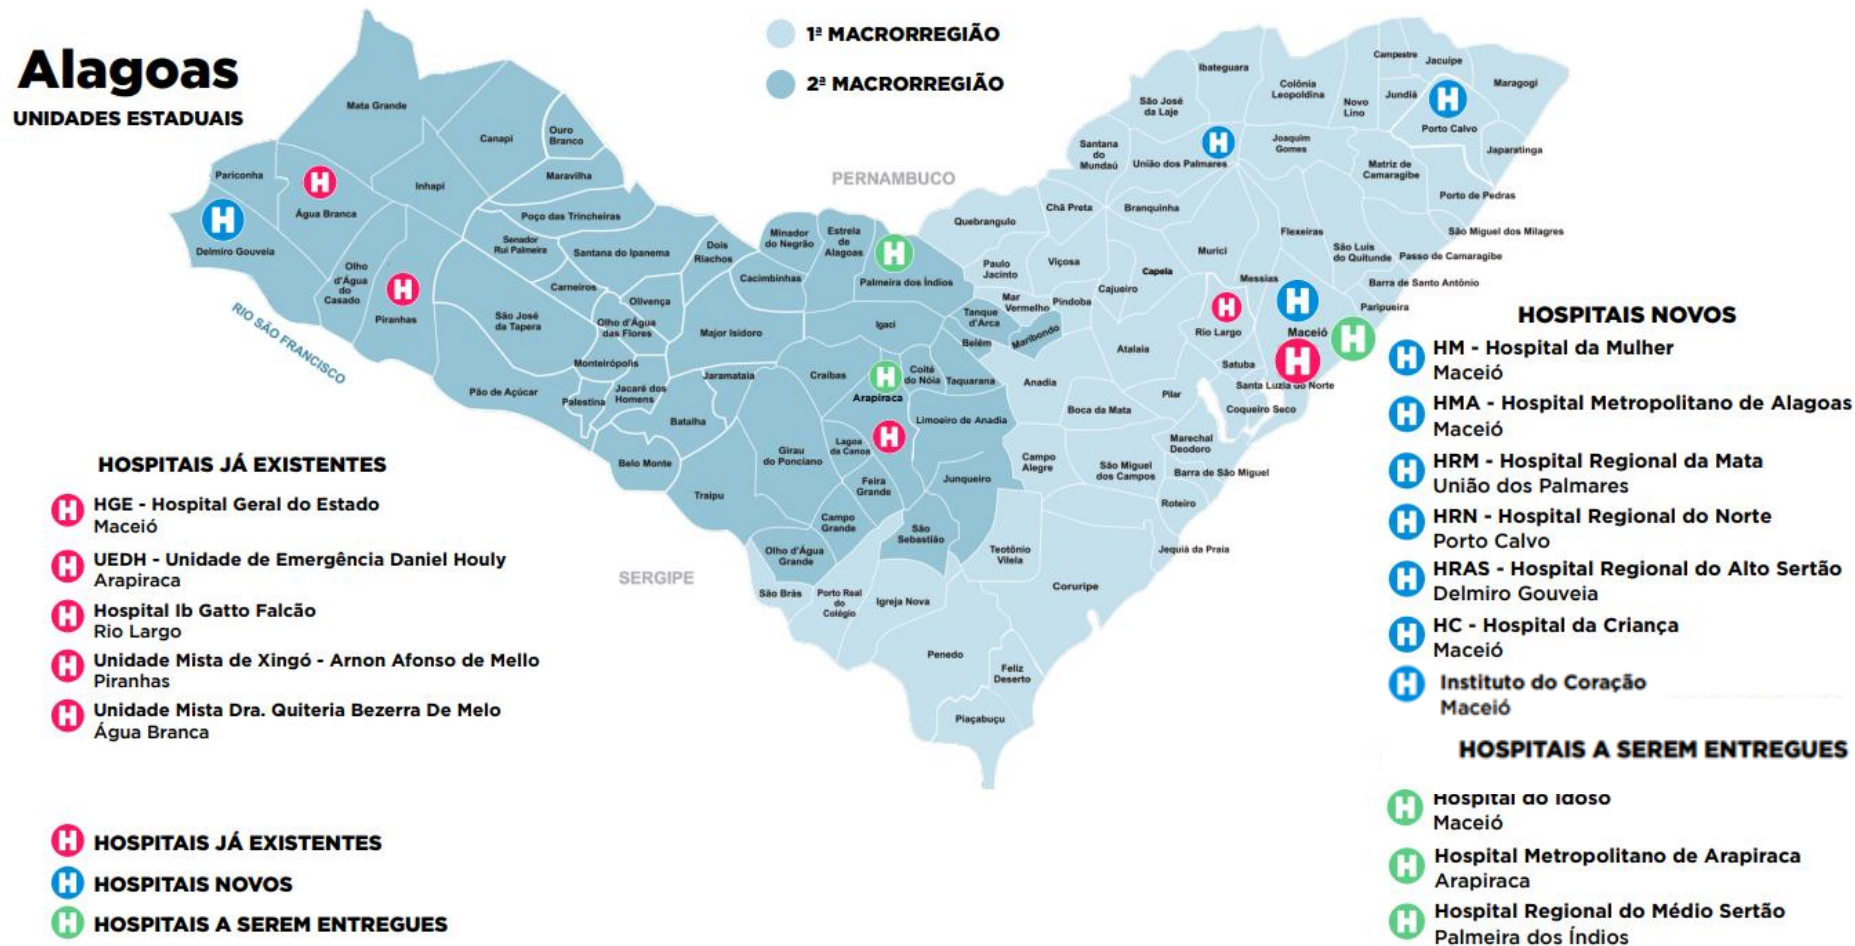 Alagoas
UNIDADES ESTADUAIS
1ª MACRORREGIÃO
2ª MACRORREGIÃO
PERNAMBUCO
SERGIPE
RIO SÃO FRANCISCO
Mata Grande
Canapi
Ouro
Branco
Pariconha
Água Branca
Inhapi
Maravilha
Delmiro Gouveia
Olho
d'Água
do
Casado
Piranhas
Poço das Trincheiras
Senador
Rui Palmeira
Santana do Ipanema
Dois
Riachos
Carneiros
Olivença
São José
da Tapera
Olho d'Água
das Flores
Major Isidoro
Monteirópolis
Pão de Açúcar
Palestina
Jacaré dos
Homens
Jaramataia
Batalha
Belo Monte
Traipu
Minador
do Negrão
Estrela
de
Alagoas
Cacimbinhas
Palmeira dos Índios
Igaci
Craíbas
Coité
do Nóia
Taquarana
Arapiraca
Limoeiro de Anadia
Lagoa
da Canoa
Girau
do Ponciano
Feira
Grande
Junqueiro
Campo
Grande
São
Sebastião
Olho d'Água
Grande
São Brás
Porto Real
do
Colégio
Igreja Nova
Penedo
Feliz
Deserto
Piaçabuçu
Teotônio
Vilela
Coruripe
Jequiá da Praia
Roteiro
Barra de São Miguel
São Miguel
dos Campos
Campo
Alegre
Marechal
Deodoro
Boca da Mata
Pilar
Anadia
Coqueiro Seco
Santa Luzia do Norte
Satuba
Atalaia
Maribondo
Belém
Tanque
d'Arca
Mar
Vermelho
Pindoba
Cajueiro
Capela
Paulo
Jacinto
Viçosa
Quebrangulo
Chã Preta
Branquinha
Murici
Messias
Rio Largo
Maceió
Paripueira
Barra de Santo Antônio
Flexeiras
São Luis
do Quitunde
Passo de Camaragibe
São Miguel dos Milagres
Porto de Pedras
Matriz de
Camaragibe
Japaratinga
Porto Calvo
Maragogi
Jacuípe
Campestre
Jundiá
Novo
Lino
Colônia
Leopoldina
Joaquim
Gomes
Ibateguara
São José
da Laje
União dos Palmares
Santana
do
Mundaú
HOSPITAIS JÁ EXISTENTES
H HGE - Hospital Geral do Estado
Maceió
H UEDH - Unidade de Emergência Daniel Houly
Arapiraca
H Hospital Ib Gatto Falcão
Rio Largo
H Unidade Mista de Xingó - Arnon Afonso de Mello
Piranhas
H Unidade Mista Dra. Quiteria Bezerra De Melo
Água Branca
H HOSPITAIS JÁ EXISTENTES
H HOSPITAIS NOVOS
H HOSPITAIS A SEREM ENTREGUES
HOSPITAIS NOVOS
H HM - Hospital da Mulher
Maceió
H HMA - Hospital Metropolitano de Alagoas
Maceió
H HRM - Hospital Regional da Mata
União dos Palmares
H HRN - Hospital Regional do Norte
Porto Calvo
H HRAS - Hospital Regional do Alto Sertão
Delmiro Gouveia
H HC - Hospital da Criança
Maceió
H Instituto do Coração
Maceió
HOSPITAIS A SEREM ENTREGUES
H Hospital do Idoso
Maceió
H Hospital Metropolitano de Arapiraca
Arapiraca
H Hospital Regional do Médio Sertão
Palmeira dos Índios